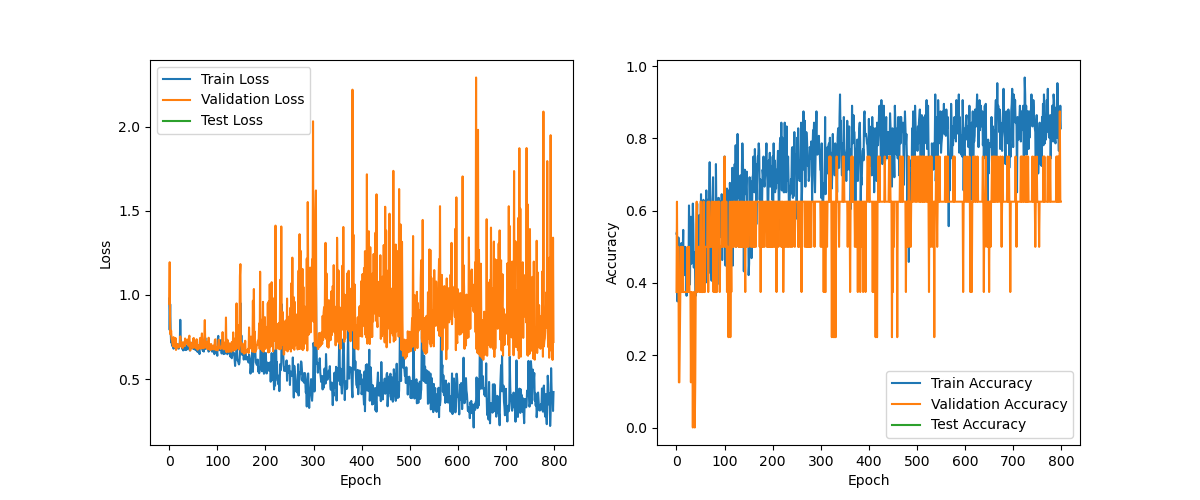 Train Loss
Validation Loss
Test Loss
2.0
1.5
1.0
0.5
Loss
0 100 200 300 400 500 600 700 800
Epoch
1.0
0.8
0.6
0.4
0.2
0.0
Accuracy
Train Accuracy
Validation Accuracy
Test Accuracy
0 100 200 300 400 500 600 700 800
Epoch